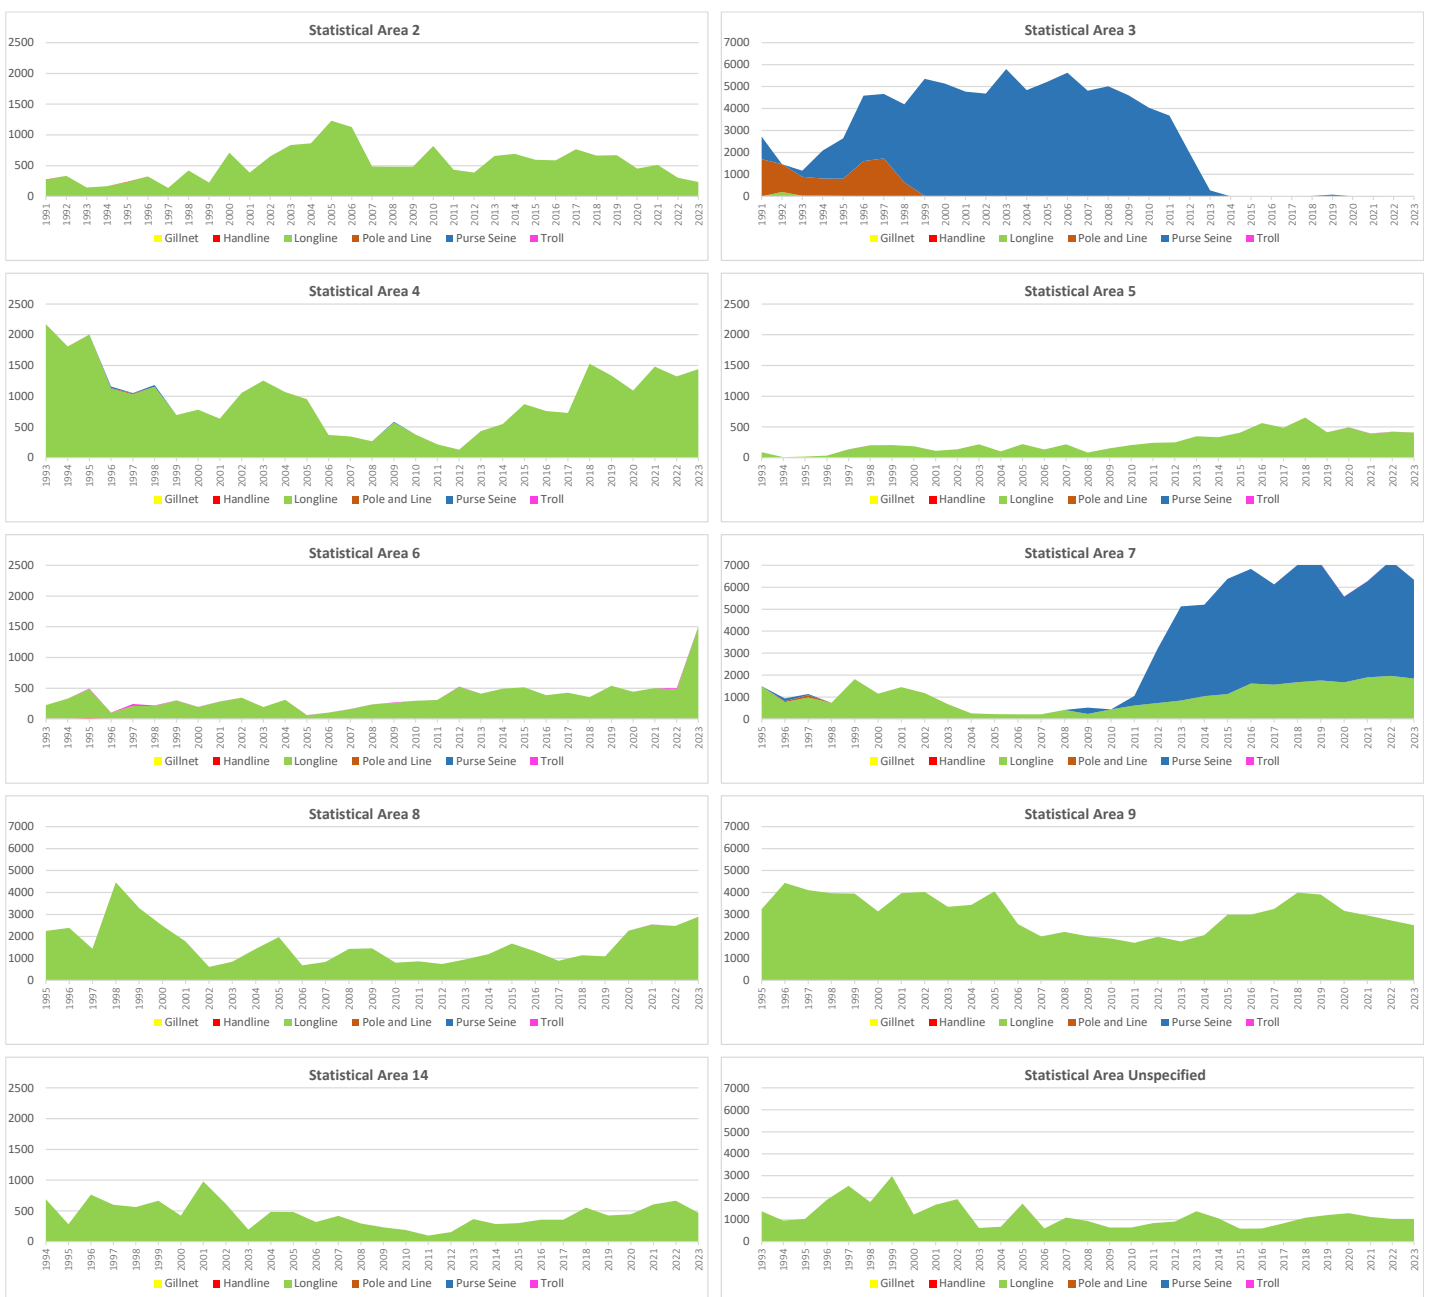 Statistical Area 2
2500
2000
1500
1000
500
0
1991 1992 1993 1994 1995 1996 1997 1998 1999 2000 2001 2002 2003 2004 2005 2006 2007 2008 2009 2010 2011 2012 2013 2014 2015 2016 2017 2018 2019 2020 2021 2022 2023
Gillnet Handline Longline Pole and Line Purse Seine Troll
Statistical Area 3
7000
6000
5000
4000
3000
2000
1000
0
1991 1992 1993 1994 1995 1996 1997 1998 1999 2000 2001 2002 2003 2004 2005 2006 2007 2008 2009 2010 2011 2012 2013 2014 2015 2016 2017 2018 2019 2020 2021 2022 2023
Gillnet Handline Longline Pole and Line Purse Seine Troll
Statistical Area 4
2500
2000
1500
1000
500
0
1993 1994 1995 1996 1997 1998 1999 2000 2001 2002 2003 2004 2005 2006 2007 2008 2009 2010 2011 2012 2013 2014 2015 2016 2017 2018 2019 2020 2021 2022 2023
Gillnet Handline Longline Pole and Line Purse Seine Troll
Statistical Area 5
2500
2000
1500
1000
500
0
1993 1994 1995 1996 1997 1998 1999 2000 2001 2002 2003 2004 2005 2006 2007 2008 2009 2010 2011 2012 2013 2014 2015 2016 2017 2018 2019 2020 2021 2022 2023
Gillnet Handline Longline Pole and Line Purse Seine Troll
Statistical Area 6
2500
2000
1500
1000
500
0
1993 1994 1995 1996 1997 1998 1999 2000 2001 2002 2003 2004 2005 2006 2007 2008 2009 2010 2011 2012 2013 2014 2015 2016 2017 2018 2019 2020 2021 2022 2023
Gillnet Handline Longline Pole and Line Purse Seine Troll
Statistical Area 7
7000
6000
5000
4000
3000
2000
1000
0
1995 1996 1997 1998 1999 2000 2001 2002 2003 2004 2005 2006 2007 2008 2009 2010 2011 2012 2013 2014 2015 2016 2017 2018 2019 2020 2021 2022 2023
Gillnet Handline Longline Pole and Line Purse Seine Troll
Statistical Area 8
7000
6000
5000
4000
3000
2000
1000
0
1995 1996 1997 1998 1999 2000 2001 2002 2003 2004 2005 2006 2007 2008 2009 2010 2011 2012 2013 2014 2015 2016 2017 2018 2019 2020 2021 2022 2023
Gillnet Handline Longline Pole and Line Purse Seine Troll
Statistical Area 9
7000
6000
5000
4000
3000
2000
1000
0
1995 1996 1997 1998 1999 2000 2001 2002 2003 2004 2005 2006 2007 2008 2009 2010 2011 2012 2013 2014 2015 2016 2017 2018 2019 2020 2021 2022 2023
Gillnet Handline Longline Pole and Line Purse Seine Troll
Statistical Area 14
2500
2000
1500
1000
500
0
1994 1995 1996 1997 1998 1999 2000 2001 2002 2003 2004 2005 2006 2007 2008 2009 2010 2011 2012 2013 2014 2015 2016 2017 2018 2019 2020 2021 2022 2023
Gillnet Handline Longline Pole and Line Purse Seine Troll
Statistical Area Unspecified
7000
6000
5000
4000
3000
2000
1000
0
1993 1994 1995 1996 1997 1998 1999 2000 2001 2002 2003 2004 2005 2006 2007 2008 2009 2010 2011 2012 2013 2014 2015 2016 2017 2018 2019 2020 2021 2022 2023
Gillnet Handline Longline Pole and Line Purse Seine Troll